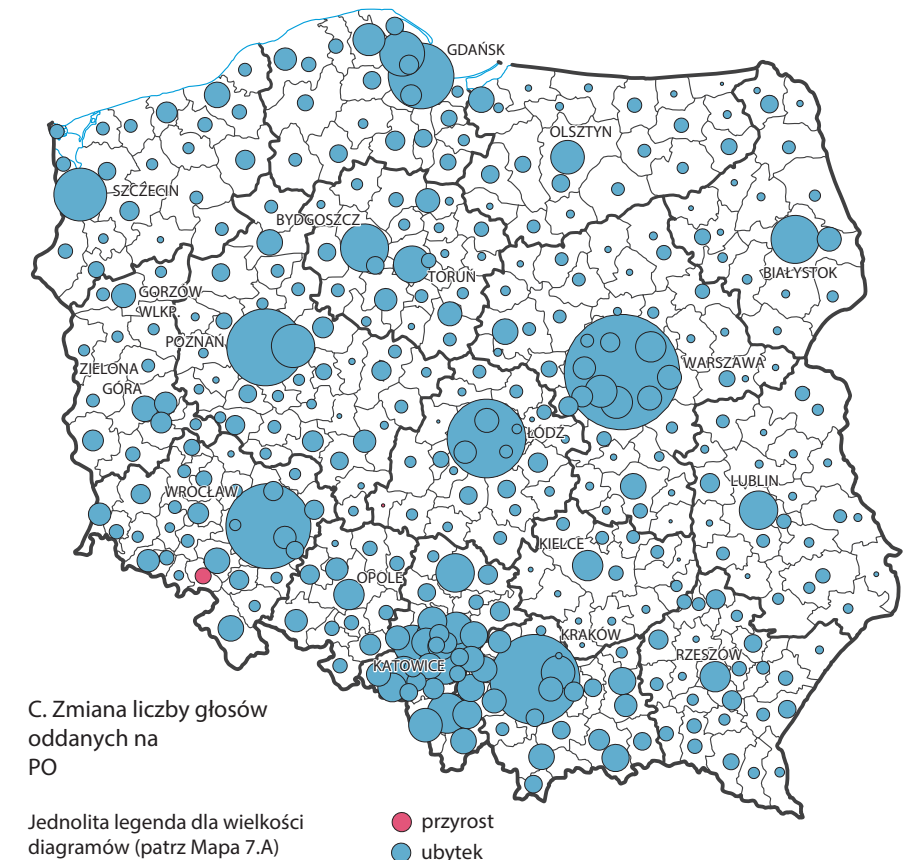 GDAŃSK
OLSZTYN
SZCZECIN
BYDGOSZCZ
TORUŃ
BIAŁYSTOK
GORZÓW
WLKP.
POZNAŃ
WARSZAWA
ZIELONA
GÓRA
ŁÓDŹ
WROCŁAW
LUBLIN
KIELCE
OPOLE
KRAKÓW
RZESZÓW
KATOWICE
C. Zmiana liczby głosów
oddanych na
PO
Jednolita legenda dla wielkości
diagramów (patrz Mapa 7.A)
przyrost
ubytek